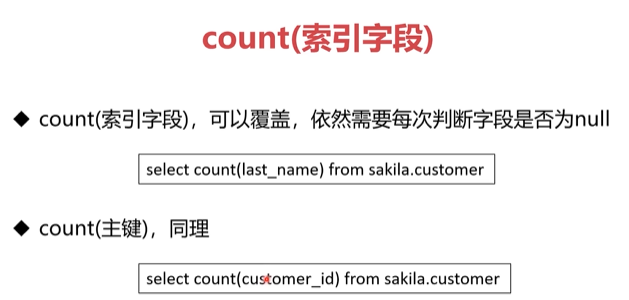 count(索引字段)
◆ count(索引字段)，可以覆盖，依然需要每次判断字段是否为null
select count(last_name) from sakila.customer
◆ count(主键)，同理
select count(customer_id) from sakila.customer